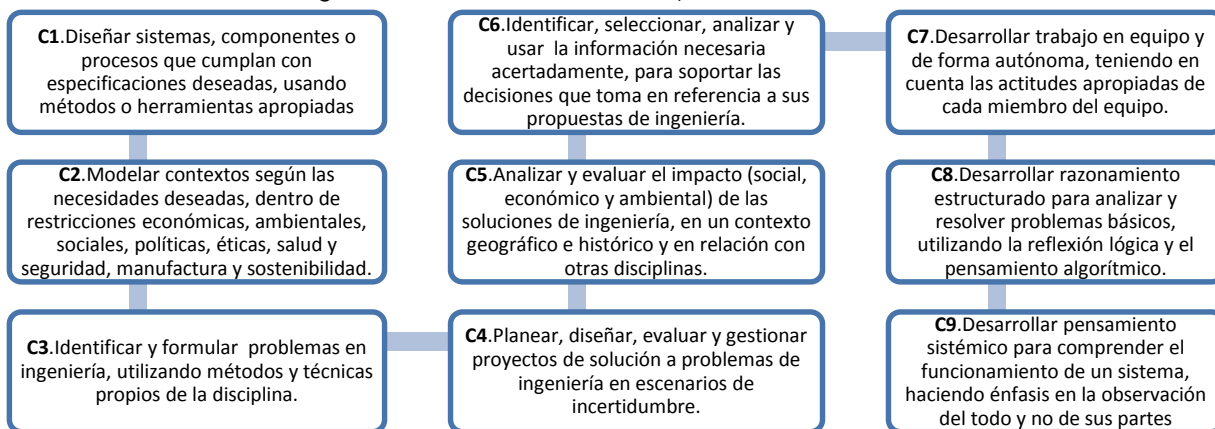 C1.Diseñar sistemas, componentes o
procesos que cumplan con
especificaciones deseadas, usando
métodos o herramientas apropiadas
C2.Modelar contextos según las
necesidades deseadas, dentro de
restricciones económicas, ambientales,
sociales, políticas, éticas, salud y
seguridad, manufactura y sostenibilidad.
C3.Identificar y formular problemas en
ingeniería, utilizando métodos y técnicas
propios de la disciplina.
C4.Planear, diseñar, evaluar y gestionar
proyectos de solución a problemas de
ingeniería en escenarios de
incertidumbre.
C5.Analizar y evaluar el impacto (social,
económico y ambiental) de las
soluciones de ingeniería, en un contexto
geográfico e histórico y en relación con
otras disciplinas.
C6.Identificar, seleccionar, analizar y
usar la información necesaria
acertadamente, para soportar las
decisiones que toma en referencia a sus
propuestas de ingeniería.
C7.Desarrollar trabajo en equipo y
de forma autónoma, teniendo en
cuenta las actitudes apropiadas de
cada miembro del equipo.
C8.Desarrollar razonamiento
estructurado para analizar y
resolver problemas básicos,
utilizando la reflexión lógica y el
pensamiento algorítmico.
C9.Desarrollar pensamiento
sistémico para comprender el
funcionamiento de un sistema,
haciendo énfasis en la observación
del todo y no de sus partes